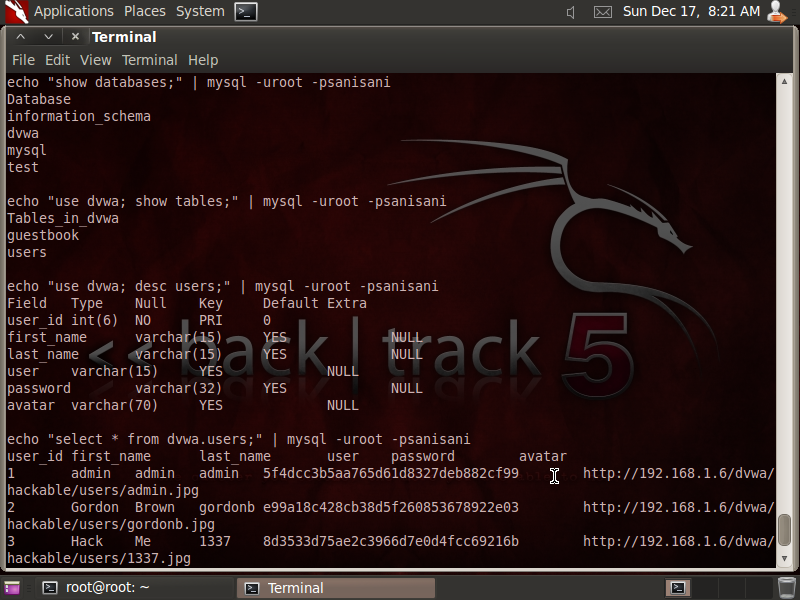 Applications Places System Sun Dec 17, 8:21 AM
Terminal
File Edit View Terminal Help
echo "show databases;" | mysql -uroot -psanisani
Database
information_schema
dvwa
mysql
test
echo "use dvwa; show tables;" | mysql -uroot -psanisani
Tables_in_dvwa
guestbook
users
echo "use dvwa; desc users;" | mysql -uroot -psanisani
Field Type Null Key Default Extra
user_id int(6) NO PRI 0
first_name varchar(15) YES NULL
last_name varchar(15) YES NULL
user varchar(15) YES NULL
password varchar(32) YES NULL
avatar varchar(70) YES NULL
<< back | track 5
echo "select * from dvwa.users;" | mysql -uroot -psanisani
user_id first_name last_name user password avatar
1 admin admin admin 5f4dcc3b5aa765d61d8327deb882cf99 http://192.168.1.6/dvwa/
hackable/users/admin.jpg
2 Gordon Brown gordonb e99a18c428cb38d5f260853678922e03 http://192.168.1.6/dvwa/
hackable/users/gordonb.jpg
3 Hack Me 1337 8d3533d75ae2c3966d7e0d4fcc69216b http://192.168.1.6/dvwa/
hackable/users/1337.jpg
root@root: ~ Terminal